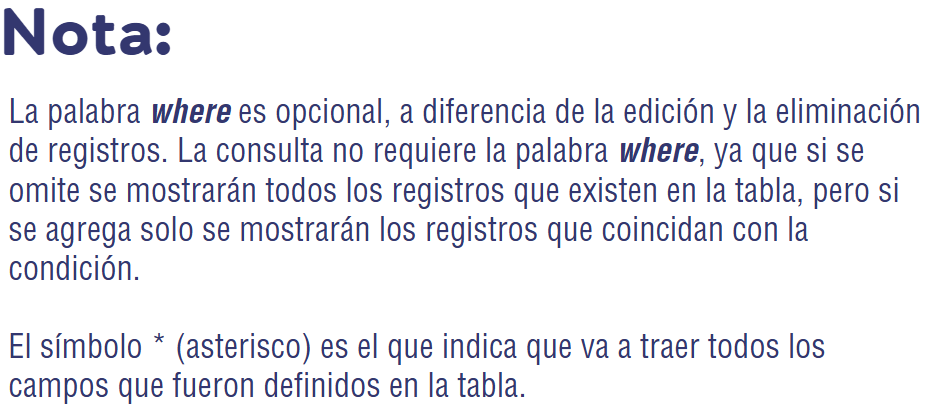 Nota:
La palabra where es opcional, a diferencia de la edición y la eliminación
de registros. La consulta no requiere la palabra where, ya que si se
omite se mostrarán todos los registros que existen en la tabla, pero si
se agrega solo se mostrarán los registros que coincidan con la
condición.
El símbolo * (asterisco) es el que indica que va a traer todos los
campos que fueron definidos en la tabla.